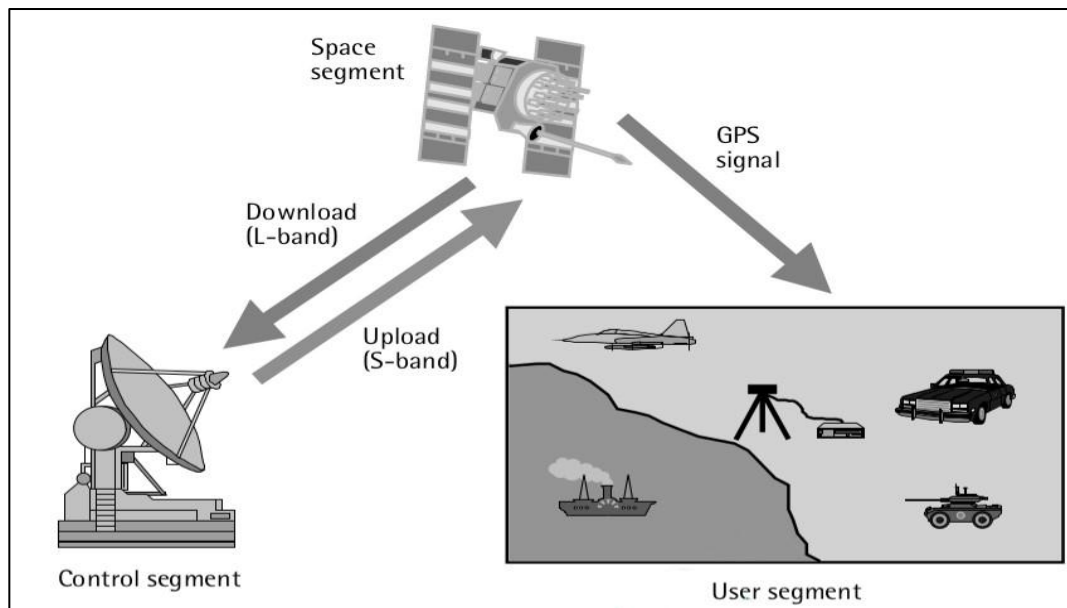 Space
segment
GPS
signal
Download
(L-band)
Upload
(S-band)
Control segment
User segment